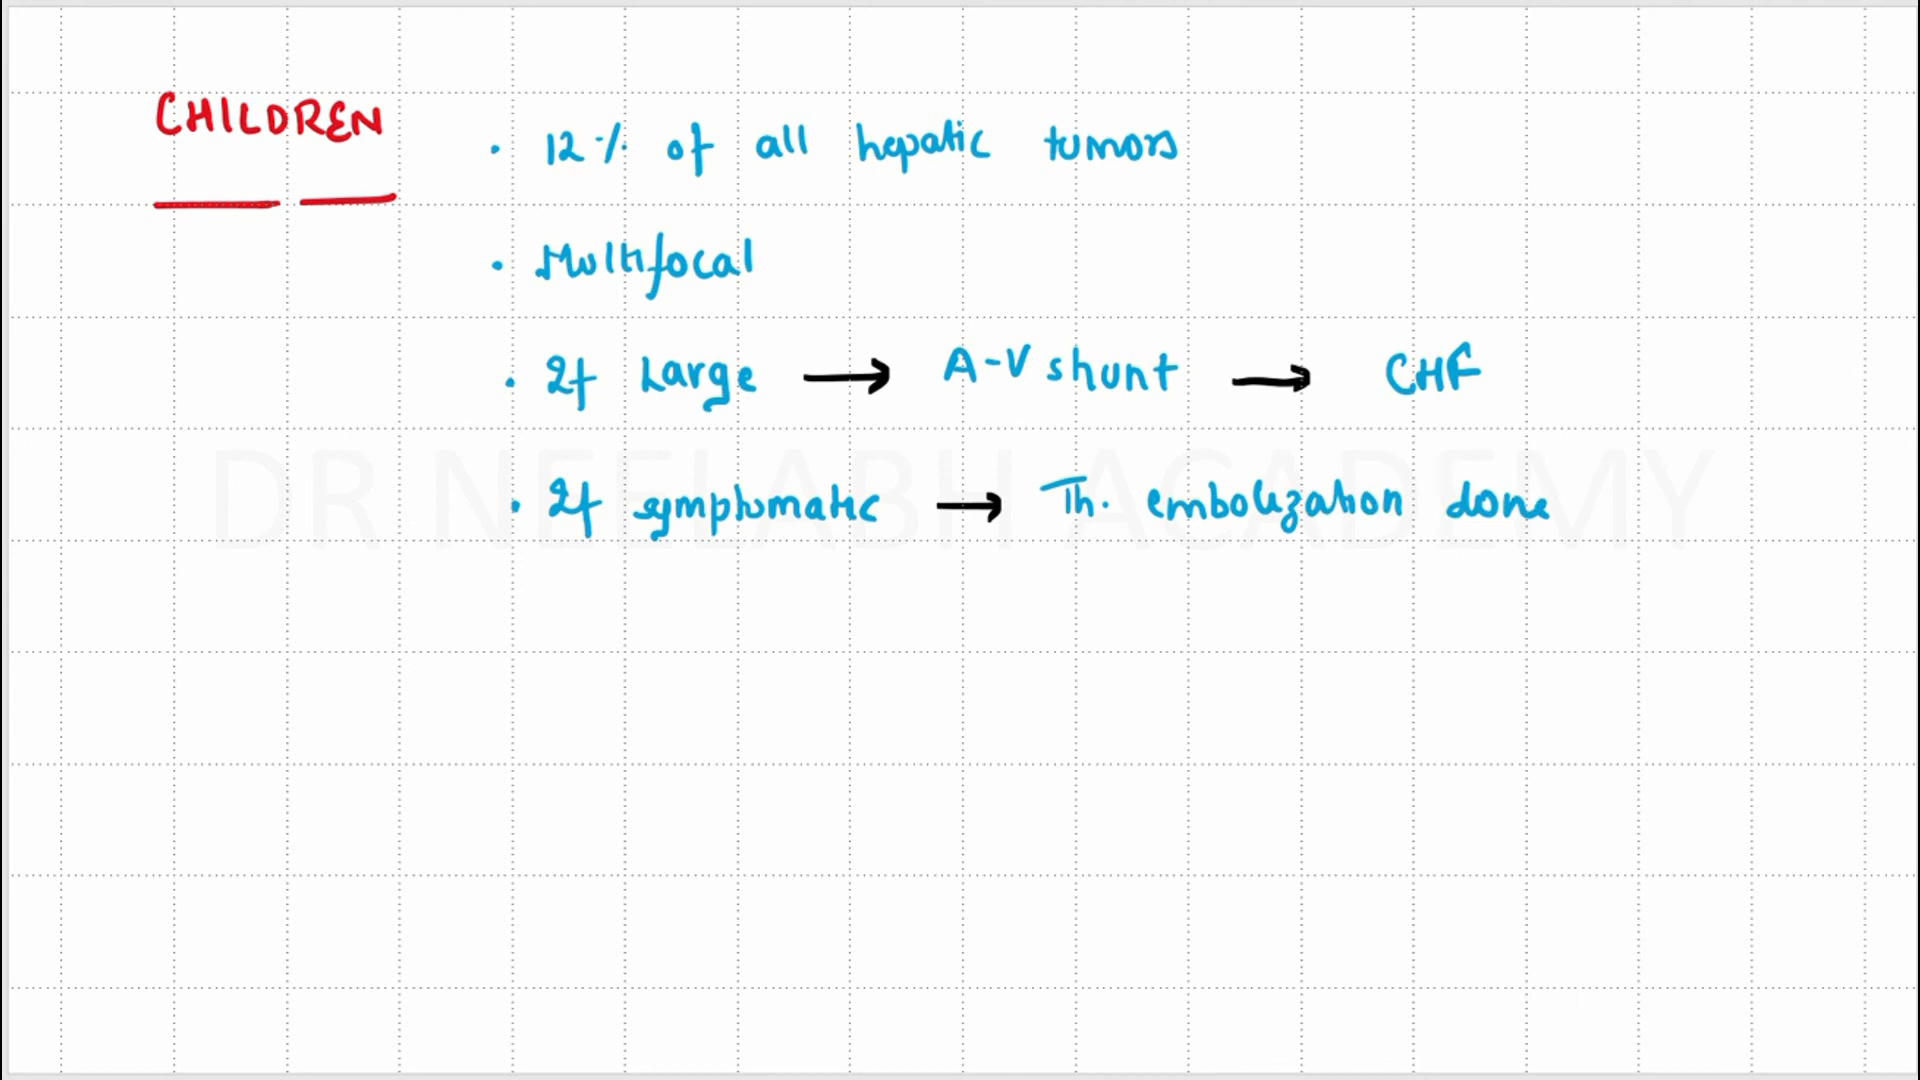 CHILDREN
• 12% of all hepatic tumors
• Multifocal
• If Large → A-V shunt → CHF
• If symptomatic → Th. embolization done
DR NEELABH ACADEMY